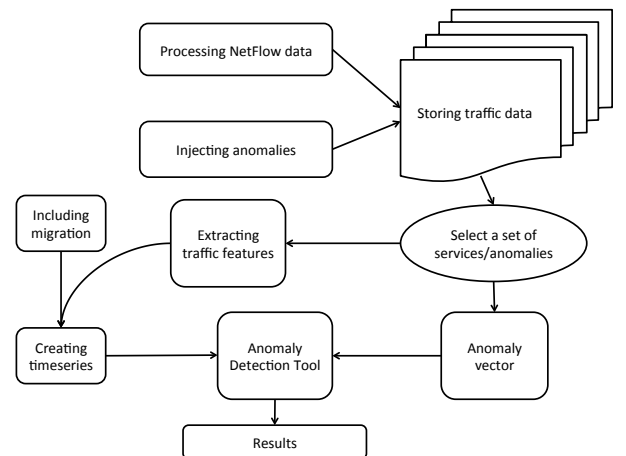 Processing NetFlow data
Storing traffic data
Injecting anomalies
Including
migration
Extracting
traffic features
Select a set of
services/anomalies
Creating
timeseries
Anomaly
Detection Tool
Anomaly
vector
Results